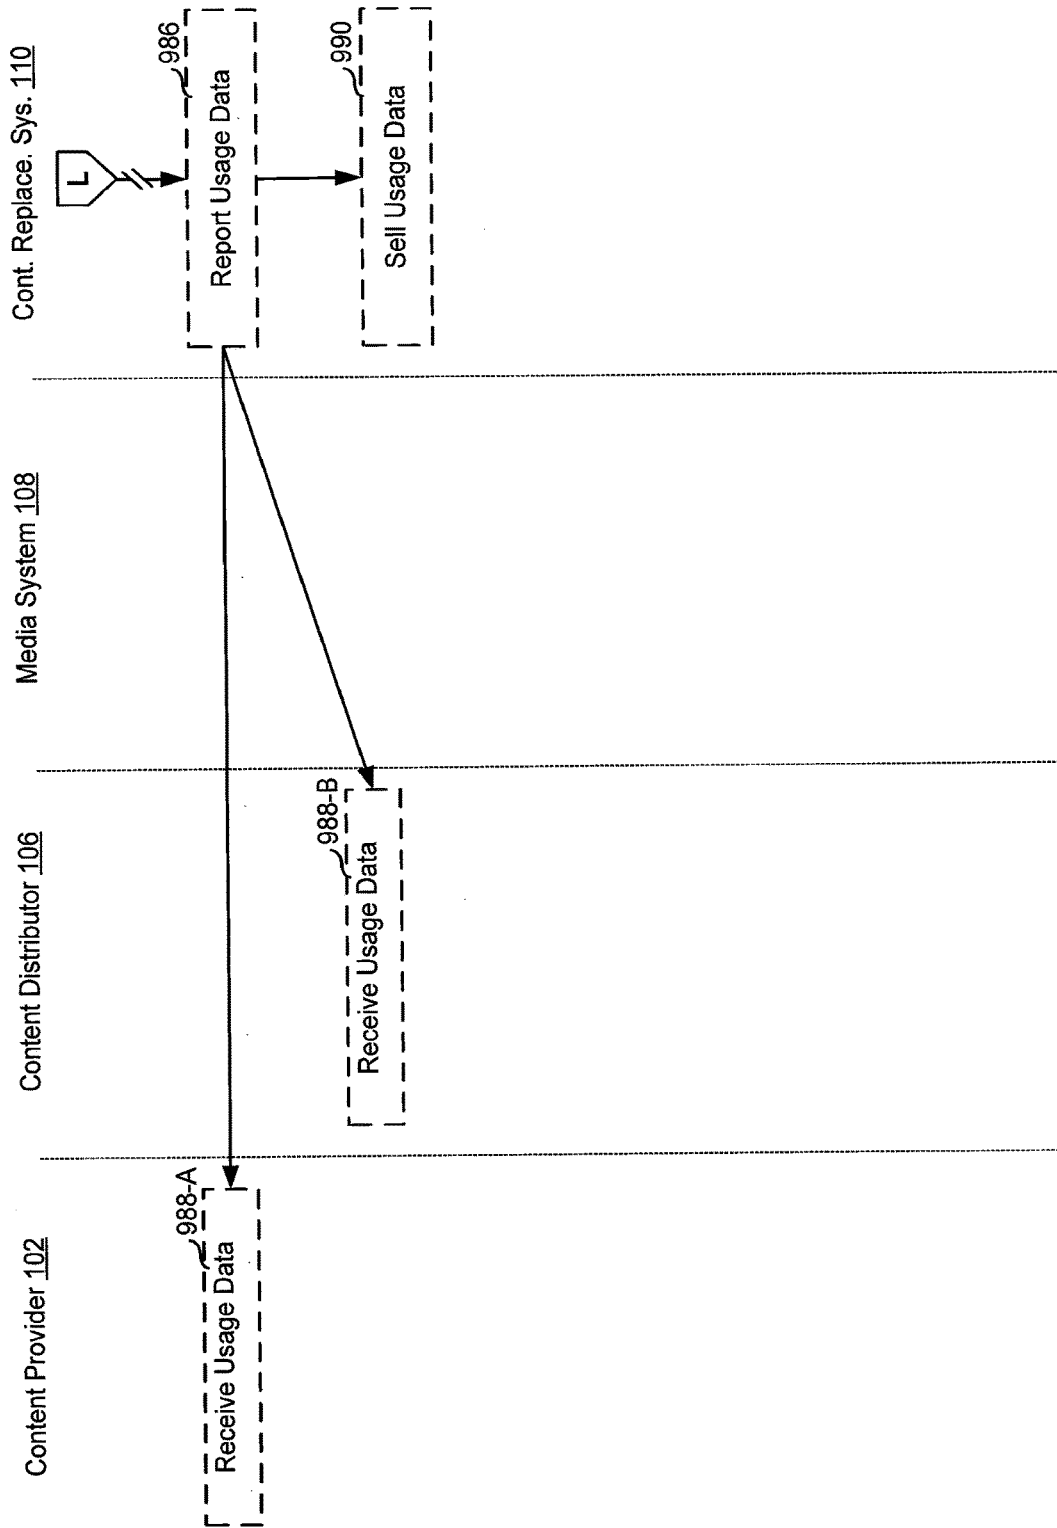 Content Provider 102
Content Distributor 106
Media System 108
Cont. Replace. Sys. 110
L
986
Report Usage Data
988-A
Receive Usage Data
988-B
Receive Usage Data
990
Sell Usage Data